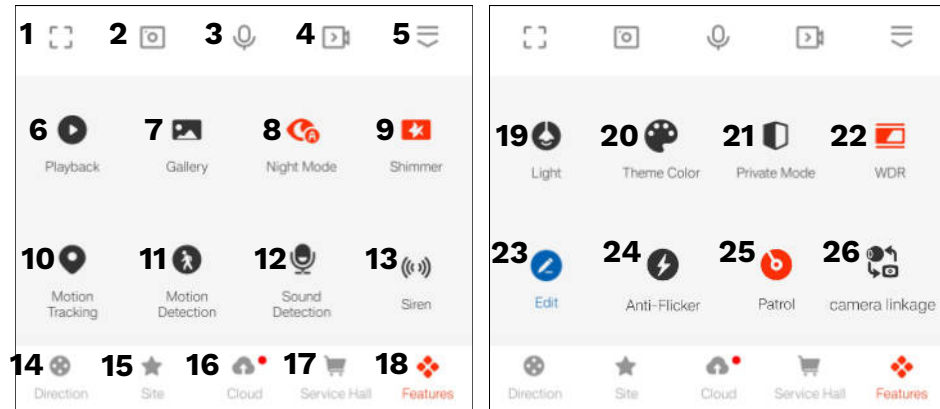 1 2 3 4 5
6 7 8 9
Playback Gallery Night Mode Shimmer
10 11 12 13
Motion Tracking Motion Detection Sound Detection Siren
14 15 16 17 18
Direction Site Cloud Service Hall Features
19 20 21 22
Light Theme Color Private Mode WDR
23 24 25 26
Edit Anti-Flicker Patrol camera linkage
Direction Site Cloud Service Hall Features